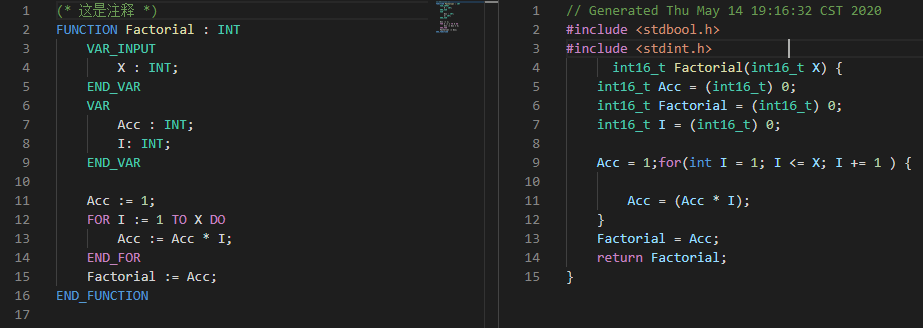 1 (* 这是注释 *)
2 FUNCTION Factorial : INT
3 VAR_INPUT
4 X : INT;
5 END_VAR
6 VAR
7 Acc : INT;
8 I: INT;
9 END_VAR
10
11 Acc := 1;
12 FOR I := 1 TO X DO
13 Acc := Acc * I;
14 END_FOR
15 Factorial := Acc;
16 END_FUNCTION
17
1 // Generated Thu May 14 19:16:32 CST 2020
2 #include <stdbool.h>
3 #include <stdint.h>
4 int16_t Factorial(int16_t X) {
5 int16_t Acc = (int16_t) 0;
6 int16_t Factorial = (int16_t) 0;
7 int16_t I = (int16_t) 0;
8
9 Acc = 1;for(int I = 1; I <= X; I += 1 ) {
10
11 Acc = (Acc * I);
12 }
13 Factorial = Acc;
14 return Factorial;
15 }